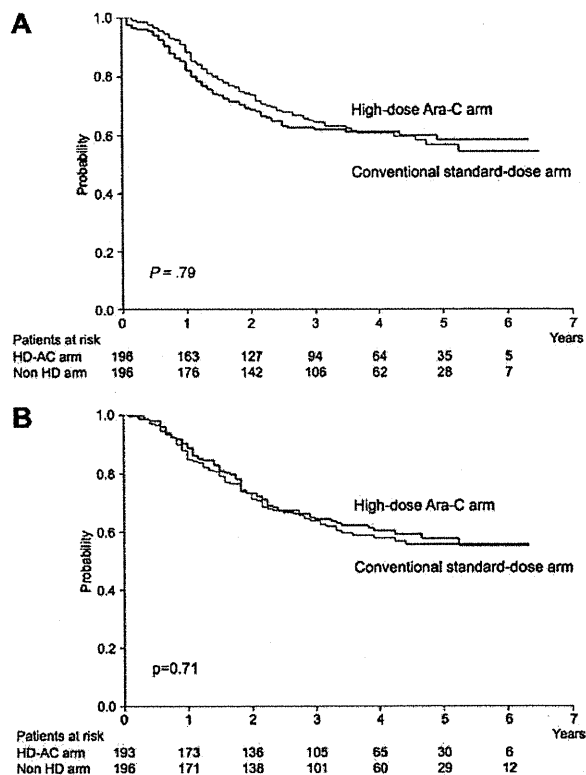 A
1.0
High-dose Ara-C arm
0.8
0.6
Conventional standard-dose arm
Probability
0.4
0.2
P = .79
0.0
0 1 2 3 4 5 6 7
Years
Patients at risk
HD-AC arm 196 163 127 94 64 35 5
Non HD arm 196 176 142 106 62 28 7
B
1.0
0.8
High-dose Ara-C arm
0.6
Conventional standard-dose arm
Probability
0.4
0.2
p=0.71
0.0
0 1 2 3 4 5 6 7
Years
Patients at risk
HD-AC arm 193 173 136 105 65 30 6
Non HD arm 196 171 138 101 60 29 12